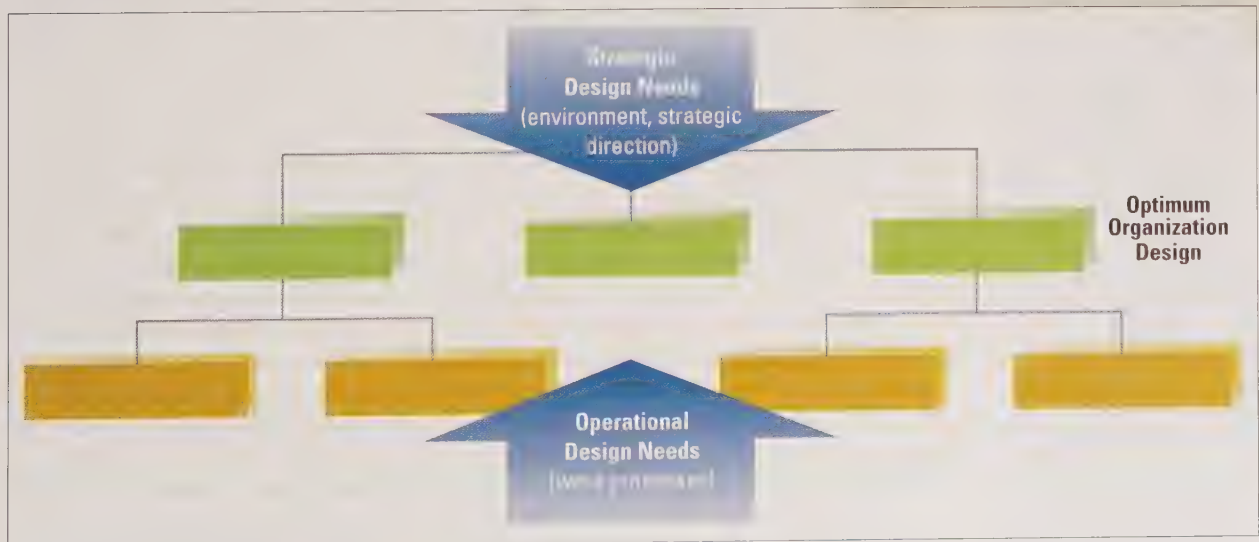 Strategic
Design Needs
(environment, strategic
direction)
Optimum
Organization
Design
Operational
Design Needs